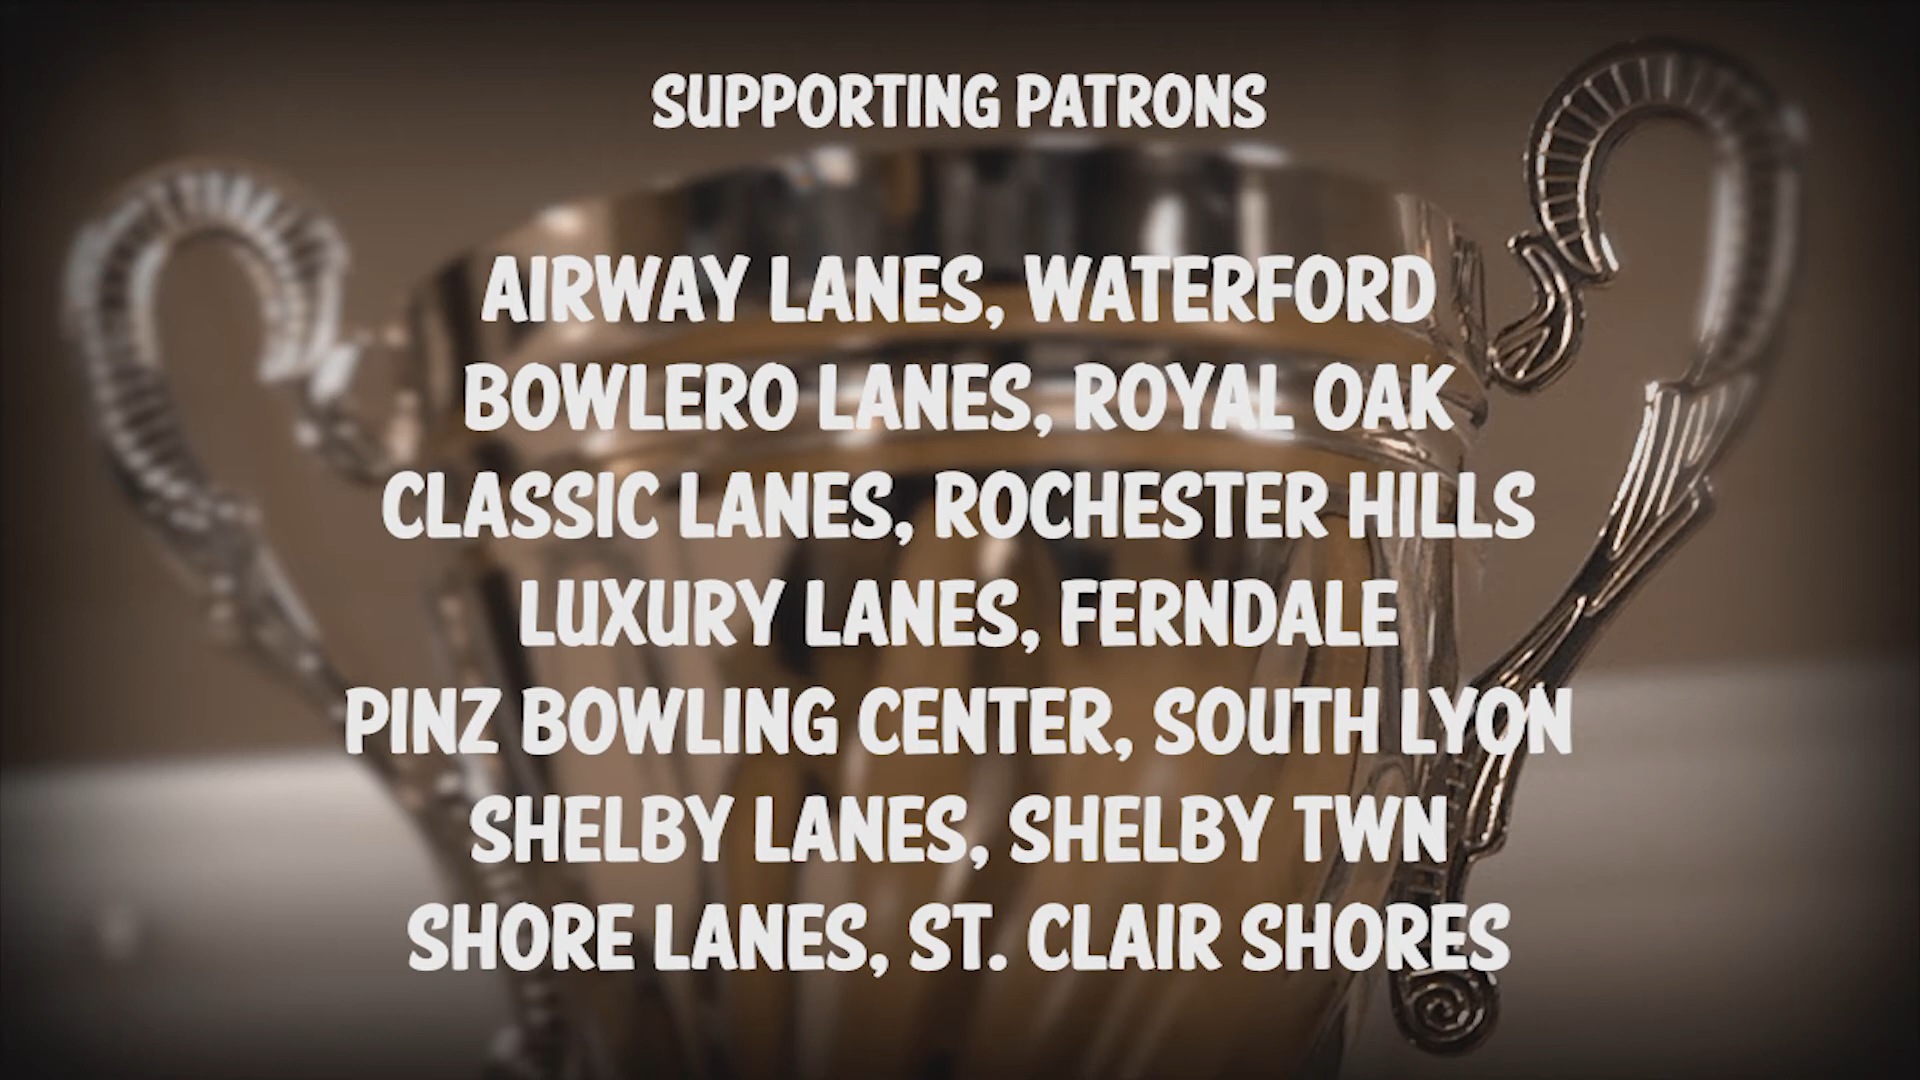 SUPPORTING PATRONS
AIRWAY LANES, WATERFORD
BOWLERO LANES, ROYAL OAK
CLASSIC LANES, ROCHESTER HILLS
LUXURY LANES, FERNDALE
PINZ BOWLING CENTER, SOUTH LYON
SHELBY LANES, SHELBY TWN
SHORE LANES, ST. CLAIR SHORES